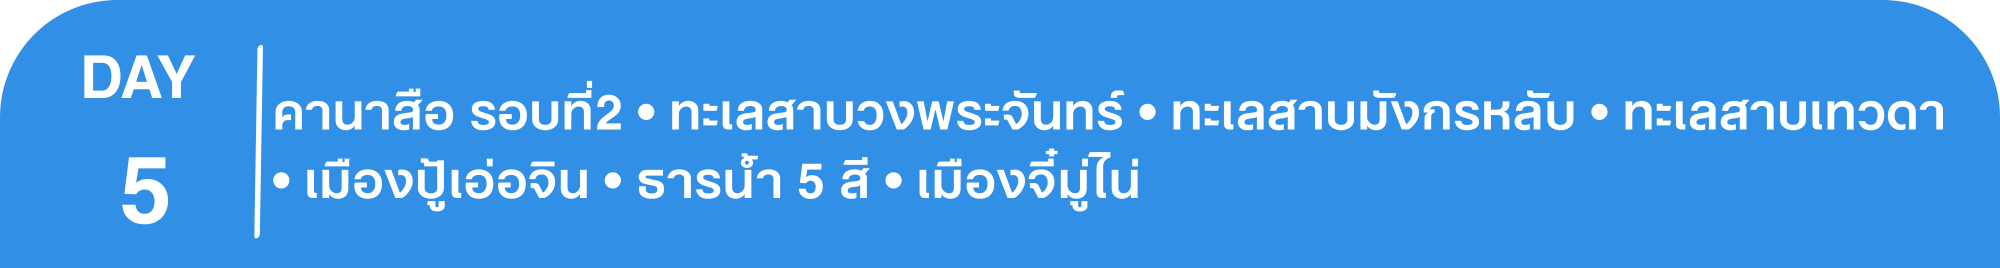 DAY
5
คานาสือ รอบที่2 • ทะเลสาบวงพระจันทร์ • ทะเลสาบมังกรหลับ • ทะเลสาบเทวดา
• เมืองปู้เอ่อจิน • ธารน้ำ 5 สี • เมืองจี๋มู่ไน่